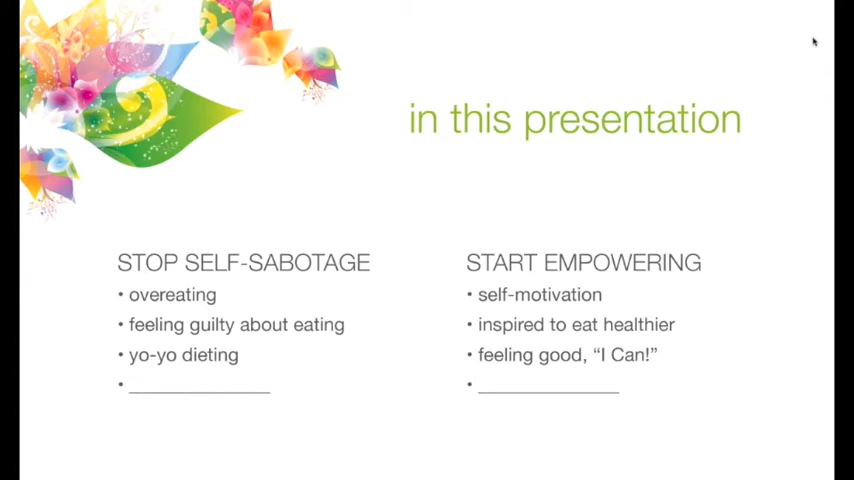 in this presentation
STOP SELF-SABOTAGE
• overeating
• feeling guilty about eating
• yo-yo dieting
• _______________
START EMPOWERING
• self-motivation
• inspired to eat healthier
• feeling good, “I Can!”
• _______________